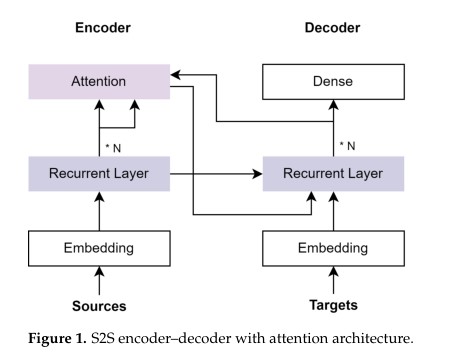 Encoder
Decoder
Attention
Dense
* N
* N
Recurrent Layer
Recurrent Layer
Embedding
Embedding
Sources
Targets
Figure 1. S2S encoder–decoder with attention architecture.